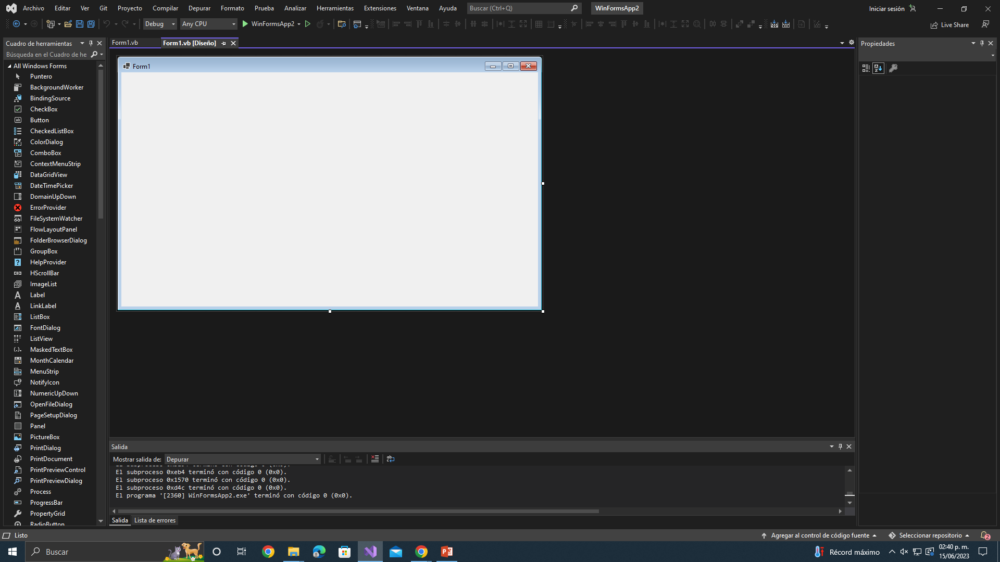 Archivo Editar Ver Git Proyecto Compilar Depurar Formato Prueba Analizar Herramientas Extensiones Ventana Ayuda Buscar (Ctrl+Q) WinFormsApp2 Iniciar sesión
Debug Any CPU WinFormsApp2 Live Share
Cuadro de herramientas
Búsqueda en el Cuadro de he
All Windows Forms
Puntero
BackgroundWorker
BindingSource
CheckBox
Button
CheckedListBox
ColorDialog
ComboBox
ContextMenuStrip
DataGridView
DateTimePicker
DomainUpDown
ErrorProvider
FileSystemWatcher
FlowLayoutPanel
FolderBrowserDialog
GroupBox
HelpProvider
HScrollBar
ImageList
Label
LinkLabel
ListBox
FontDialog
ListView
MaskedTextBox
MonthCalendar
MenuStrip
NotifyIcon
NumericUpDown
OpenFileDialog
PageSetupDialog
Panel
PictureBox
PrintDialog
PrintDocument
PrintPreviewControl
PrintPreviewDialog
Process
ProgressBar
PropertyGrid
RadioButton
Form1.vb Form1.vb [Diseño]
Form1
Propiedades
Salida
Mostrar salida de: Depurar
El subproceso 0xeb4 terminó con código 0 (0x0).
El subproceso 0x1570 terminó con código 0 (0x0).
El subproceso 0xd4c terminó con código 0 (0x0).
El programa '[2360] WinFormsApp2.exe' terminó con código 0 (0x0).
Salida Lista de errores
Listo Agregar al control de código fuente Seleccionar repositorio 2
Buscar Récord máximo 02:40 p. m.
15/06/2023